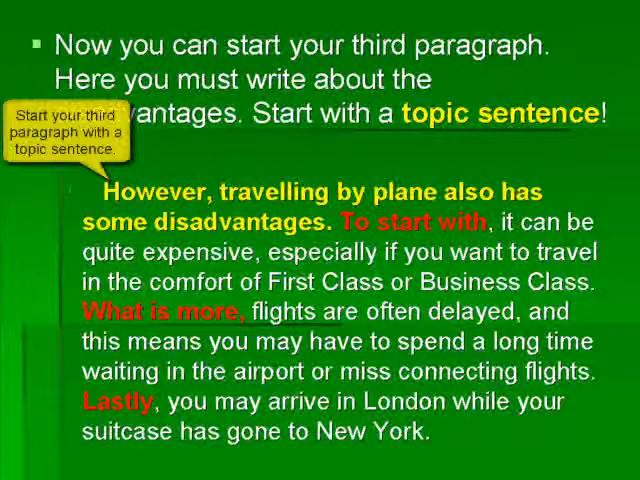 Now you can start your third paragraph.
Here you must write about the
vantages. Start with a topic sentence!
Start your third
paragraph with a
topic sentence.
However, travelling by plane also has
some disadvantages. To start with, it can be
quite expensive, especially if you want to travel
in the comfort of First Class or Business Class.
What is more, flights are often delayed, and
this means you may have to spend a long time
waiting in the airport or miss connecting flights.
Lastly, you may arrive in London while your
suitcase has gone to New York.